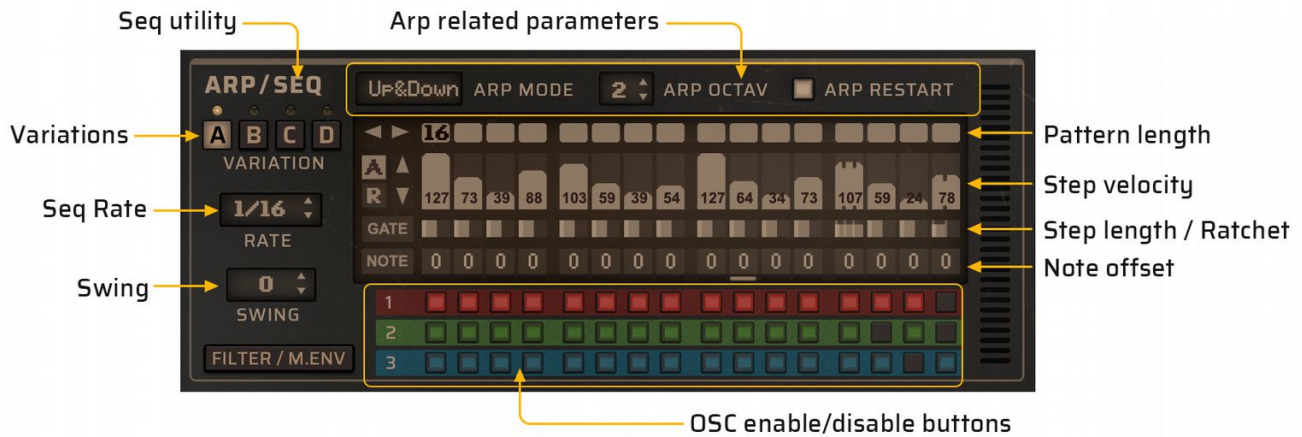 Seq utility
Arp related parameters
ARP/SEQ
Up&Down ARP MODE 2 ARP OCTAV ARP RESTART
Variations
A B C D
VARIATION
16
Pattern length
A
R
127 73 39 88 103 59 39 54 127 64 34 73 107 59 24 78
Step velocity
Seq Rate
1/16
RATE
GATE
Step length / Ratchet
NOTE 0 0 0 0 0 0 0 0 0 0 0 0 0 0 0 0
Note offset
Swing
0
SWING
1
2
3
FILTER / M.ENV
OSC enable/disable buttons